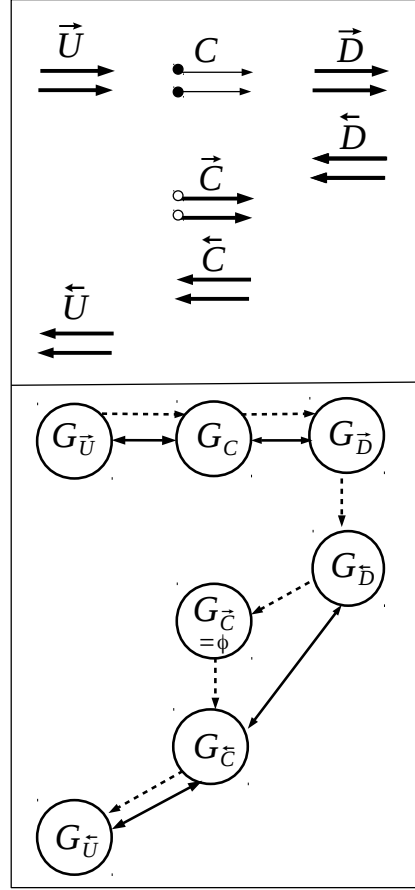 U⃗ C D⃗
D⃖
C⃗
C⃖
U⃖
G_U⃗ G_C G_D⃗
G_D⃖
G_C⃗
=ϕ
G_C⃖
G_U⃖